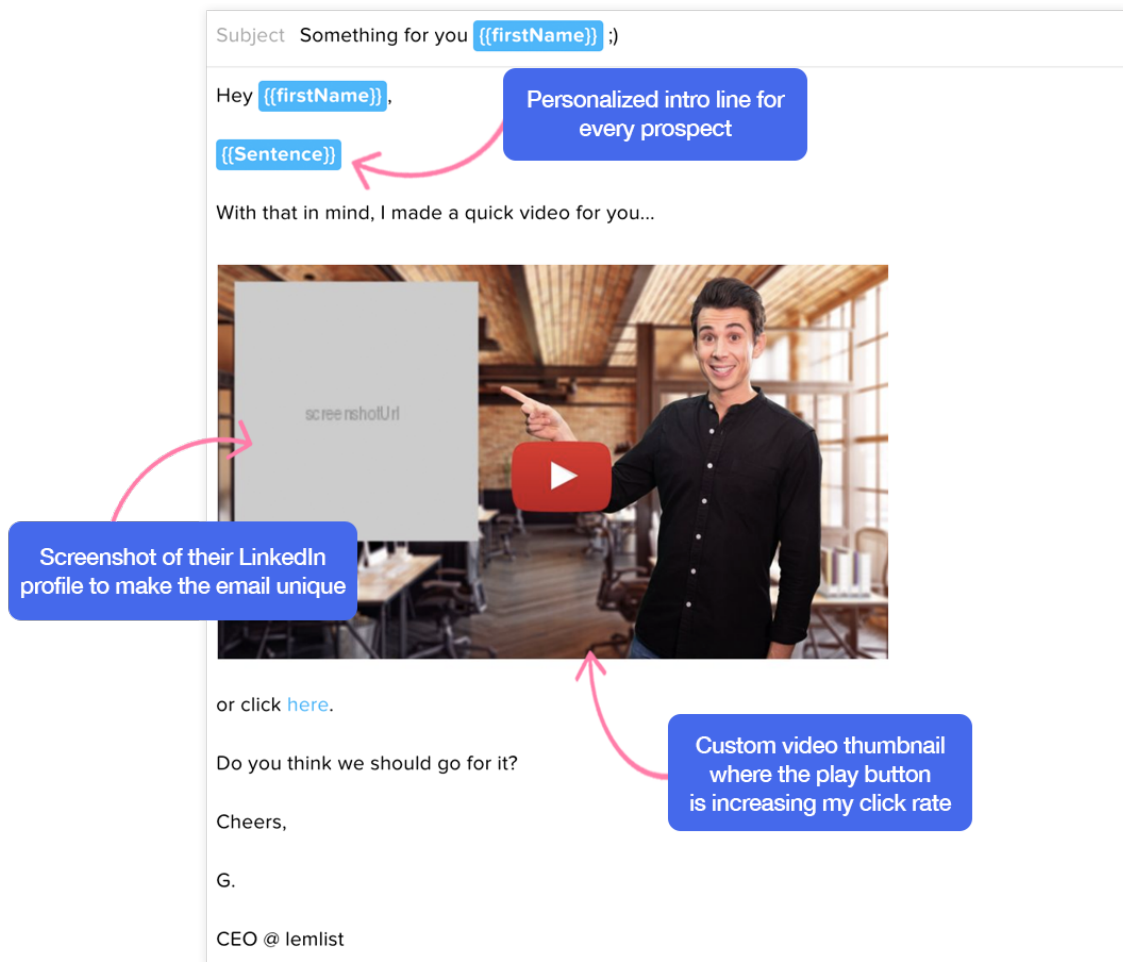 Subject Something for you {{firstName}} ;)
Hey {{firstName}},
Personalized intro line for
every prospect
{{Sentence}}
With that in mind, I made a quick video for you...
screenshotUrl
Screenshot of their LinkedIn
profile to make the email unique
or click here.
Custom video thumbnail
where the play button
is increasing my click rate
Do you think we should go for it?
Cheers,
G.
CEO @ lemlist